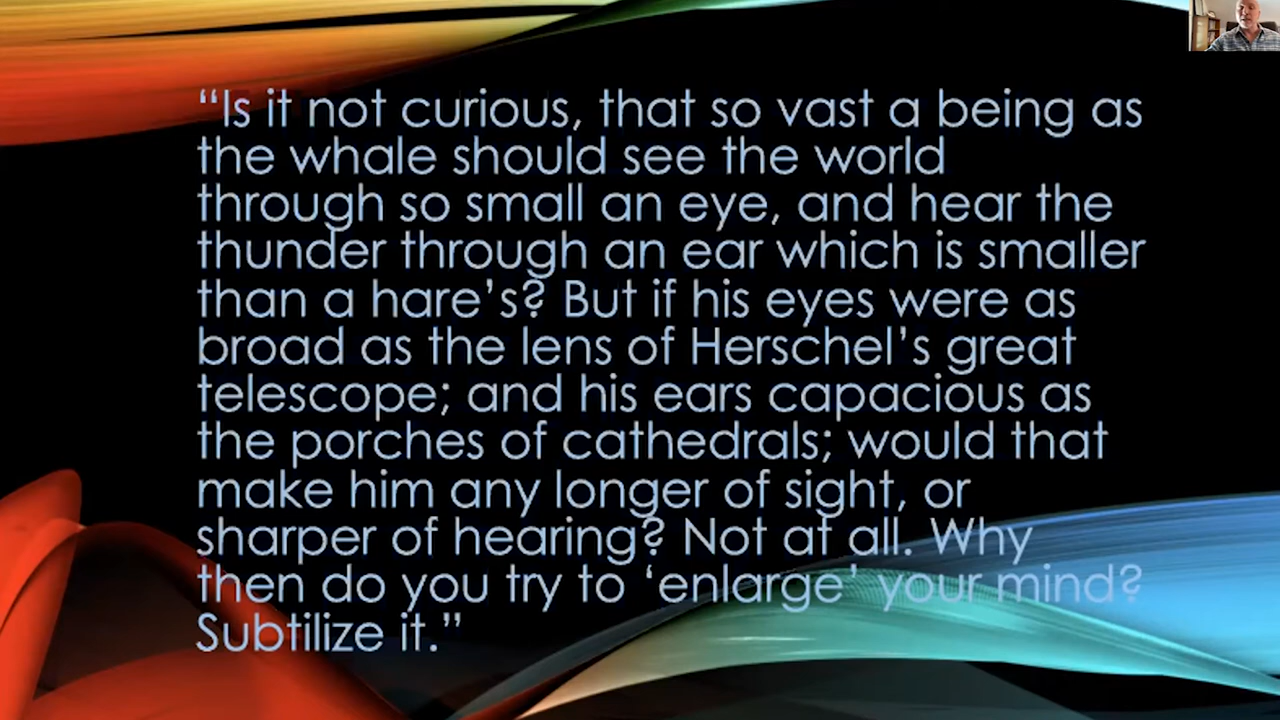 “Is it not curious, that so vast a being as
the whale should see the world
through so small an eye, and hear the
thunder through an ear which is smaller
than a hare’s? But if his eyes were as
broad as the lens of Herschel’s great
telescope; and his ears capacious as
the porches of cathedrals; would that
make him any longer of sight, or
sharper of hearing? Not at all. Why
then do you try to ‘enlarge’ your mind?
Subtilize it.”